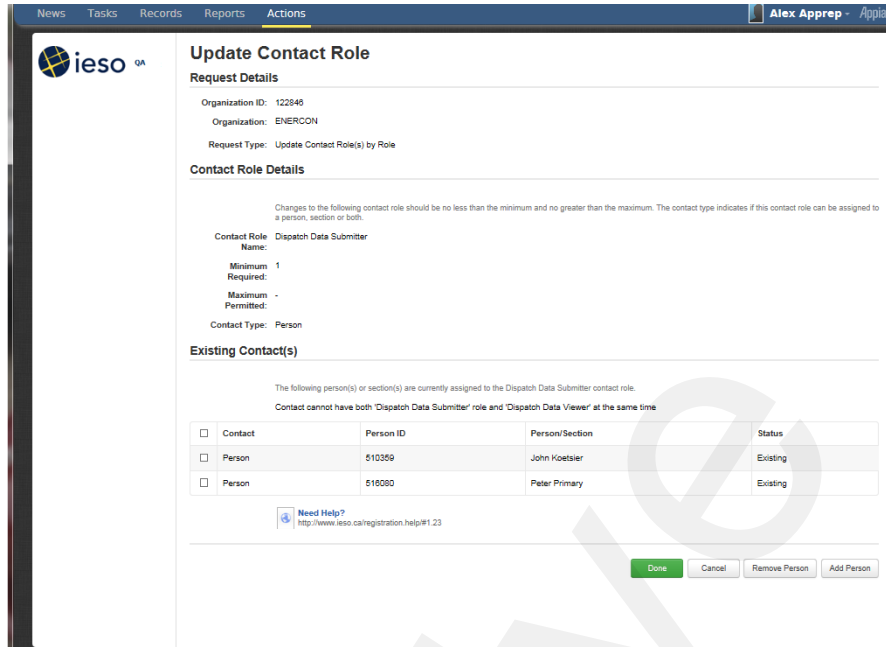 News Tasks Records Reports Actions Alex Apprep
ieso QA
Update Contact Role
Request Details
Organization ID: 122846
Organization: ENERCON
Request Type: Update Contact Role(s) by Role
Contact Role Details
Changes to the following contact role should be no less than the minimum and no greater than the maximum. The contact type indicates if this contact role can be assigned to
a person, section or both.
Contact Role Dispatch Data Submitter
Name:
Minimum 1
Required:
Maximum -
Permitted:
Contact Type: Person
Existing Contact(s)
The following person(s) or section(s) are currently assigned to the Dispatch Data Submitter contact role.
Contact cannot have both 'Dispatch Data Submitter' role and 'Dispatch Data Viewer' at the same time
Contact Person ID Person/Section Status
Person 510359 John Koetsier Existing
Person 516080 Peter Primary Existing
Need Help?
http://www.ieso.ca/registration.help/#1.23
Done Cancel Remove Person Add Person